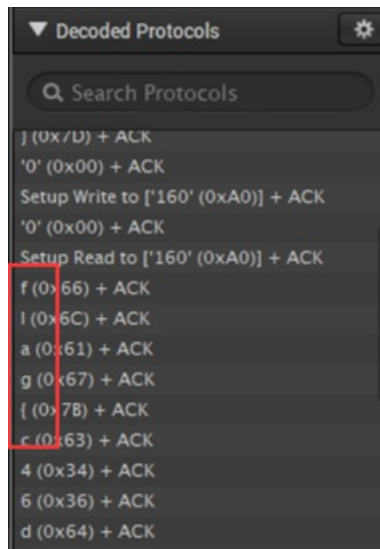 ▼ Decoded Protocols
Search Protocols
} (0x7D) + ACK
'0' (0x00) + ACK
Setup Write to ['160' (0xA0)] + ACK
'0' (0x00) + ACK
Setup Read to ['160' (0xA0)] + ACK
f (0x66) + ACK
l (0x6C) + ACK
a (0x61) + ACK
g (0x67) + ACK
{ (0x7B) + ACK
c (0x63) + ACK
4 (0x34) + ACK
6 (0x36) + ACK
d (0x64) + ACK